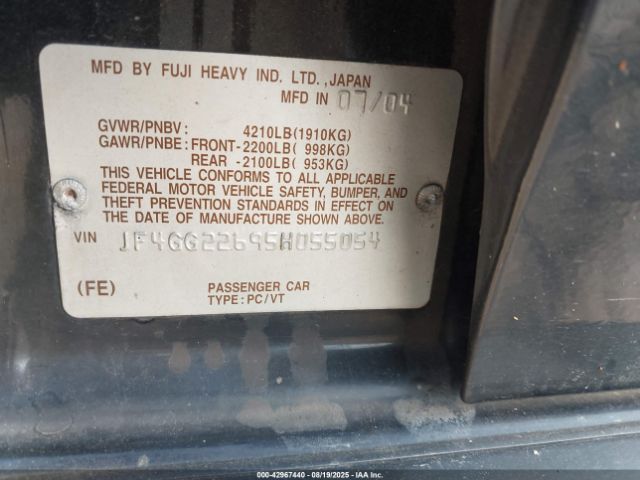 MFD BY FUJI HEAVY IND. LTD.,JAPAN
MFD IN 07/04
GVWR/PNBV: 4210LB(1910KG)
GAWR/PNBE: FRONT-2200LB( 998KG)
REAR -2100LB( 953KG)
THIS VEHICLE CONFORMS TO ALL APPLICABLE
FEDERAL MOTOR VEHICLE SAFETY, BUMPER, AND
THEFT PREVENTION STANDARDS IN EFFECT ON
THE DATE OF MANUFACTURE SHOWN ABOVE.
VIN JF4GG22695H055054
(FE) PASSENGER CAR
TYPE: PC/VT
000-42967440 08/19/2025 - Copyright IAA, LLC.